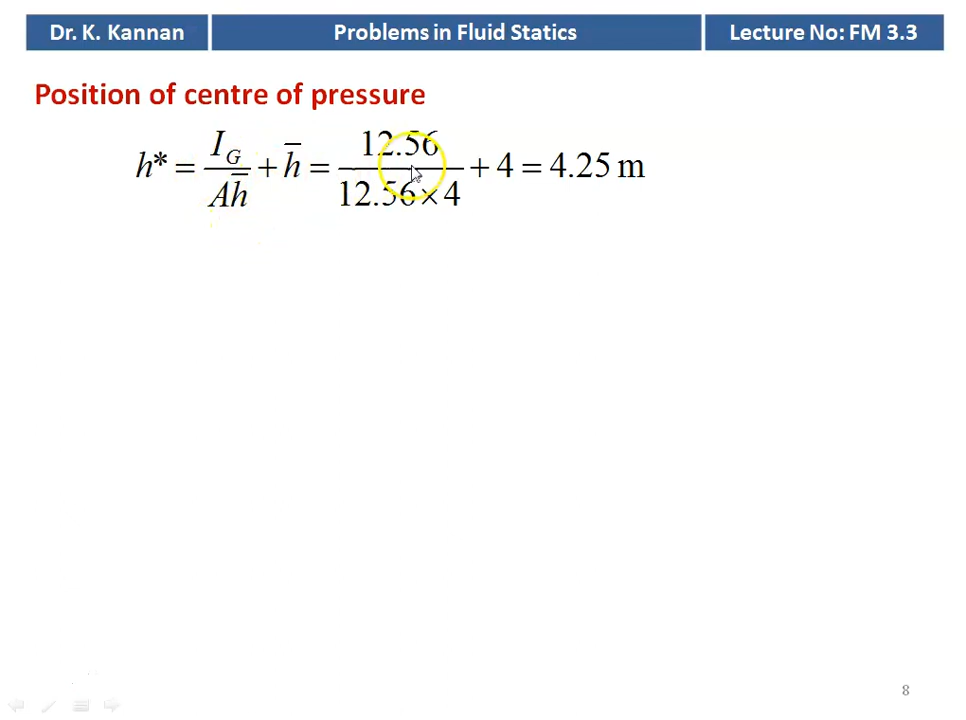 Dr. K. Kannan
Problems in Fluid Statics
Lecture No: FM 3.3
Position of centre of pressure
h* = I_G / Ah̅ + h̅ = 12.56 / 12.56×4 + 4 = 4.25 m
8